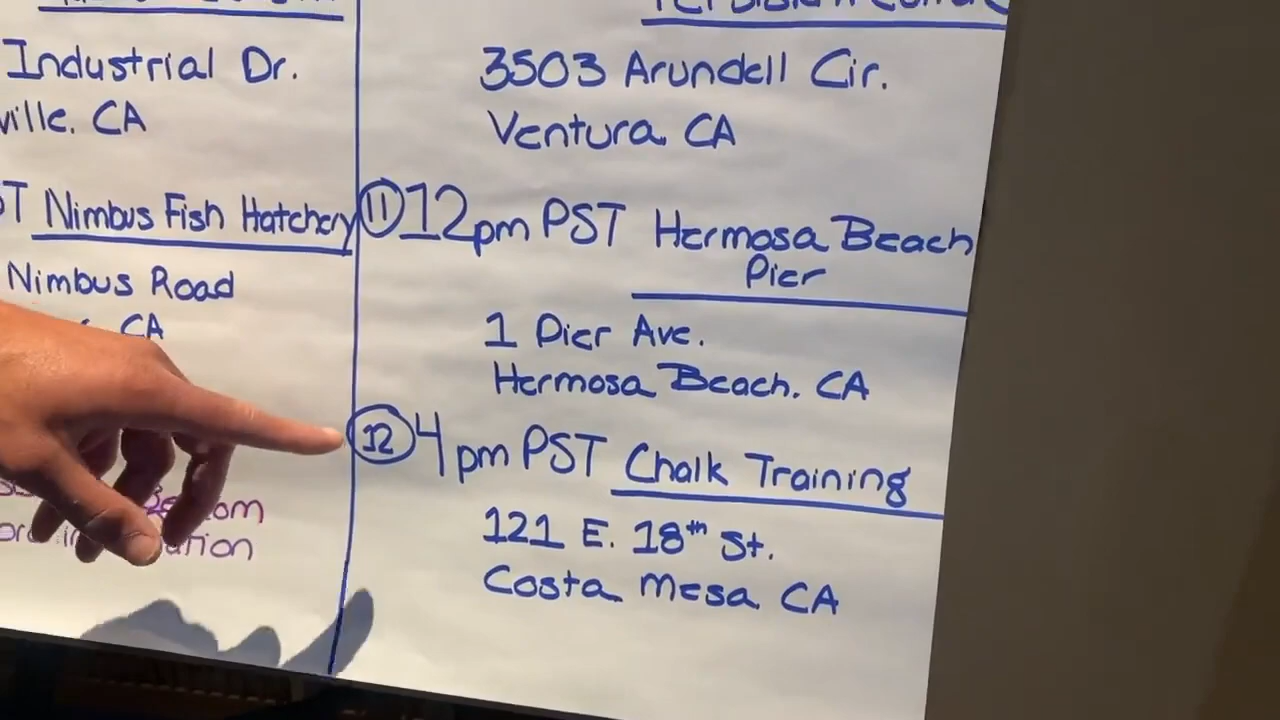 Industrial Dr.
ville, CA
T Nimbus Fish Hatchery
Nimbus Road
CA
3503 Arundell Cir.
Ventura, CA
11 12pm PST Hermosa Beach
Pier
1 Pier Ave.
Hermosa Beach, CA
12 4pm PST Chalk Training
121 E. 18th St.
Costa Mesa CA